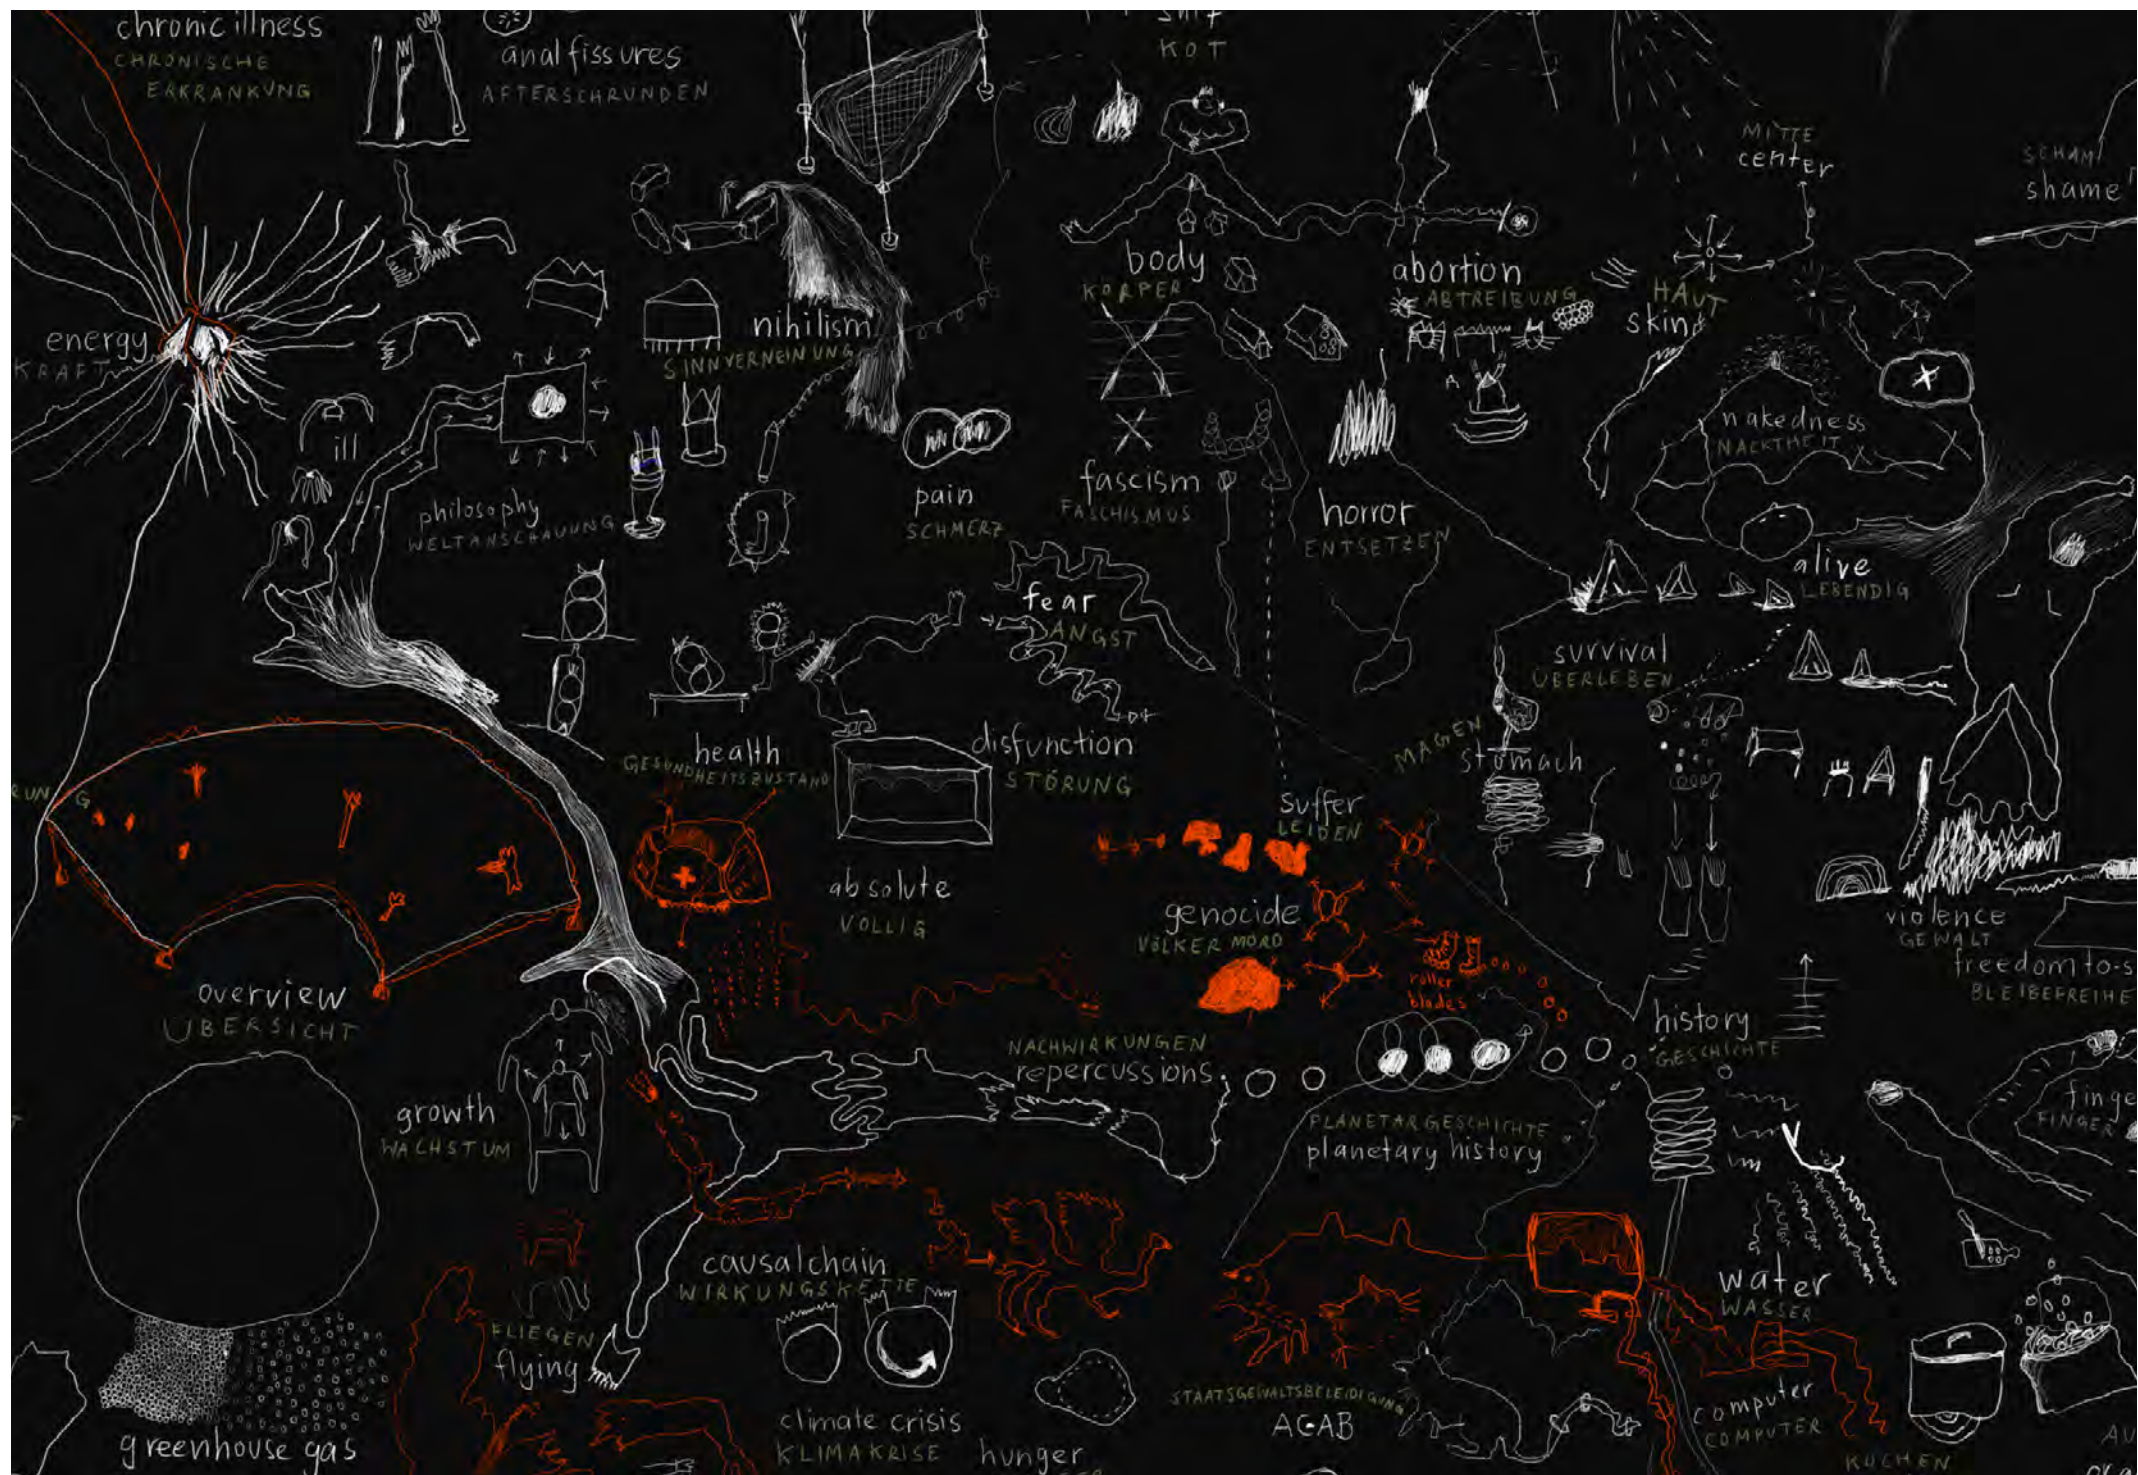 chronic illness
CHRONISCHE
ERKRANKUNG
anal fissures
AFTERSCHRUNDEN
shit
KOT
MITTE
center
SCHAM
shame
body
KÖRPER
abortion
ABTREIBUNG
HAUT
skin
energy
KRAFT
nihilism
SINNVERNEINUNG
ill
nakedness
NACKTHEIT
philosophy
WELTANSCHAUUNG
pain
SCHMERZ
fascism
FASCHISMUS
horror
ENTSETZEN
alive
LEBENDIG
fear
ANGST
survival
ÜBERLEBEN
health
GESUNDHEITSZUSTAND
disfunction
STÖRUNG
MAGEN
stomach
RUNG
suffer
LEIDEN
absolute
VÖLLIG
genocide
VÖLKERMORD
violence
GEWALT
freedom to-s
BLEIBEFREIHE
roller
blades
overview
ÜBERSICHT
history
GESCHICHTE
NACHWIRKUNGEN
repercussions
growth
WACHSTUM
PLANETARGESCHICHTE
planetary history
finge
FINGER
causalchain
WIRKUNGSKETTE
water
WASSER
FLIEGEN
flying
STAATSGEWALTSBELEIDIGUNG
ACAB
computer
COMPUTER
climate crisis
KLIMAKRISE
hunger
greenhouse gas
KUCHEN
AU